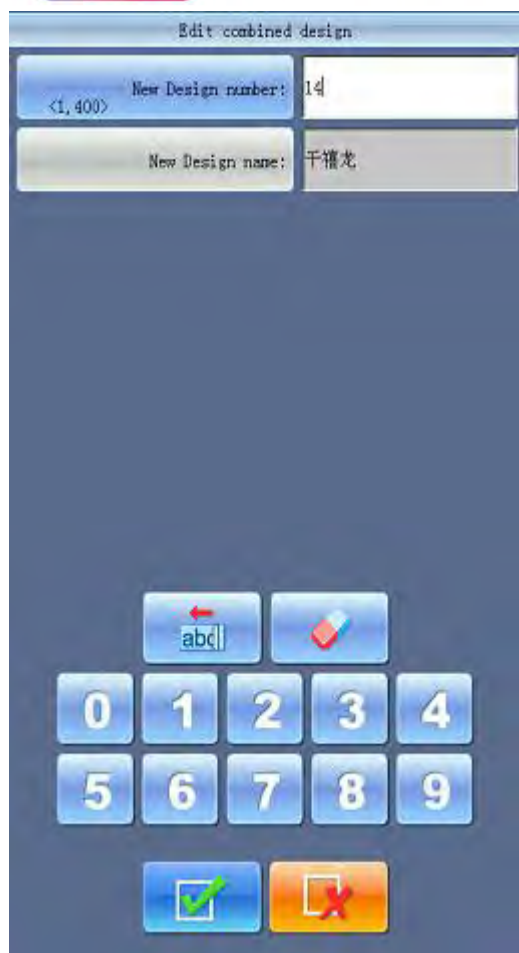 Edit combined design
New Design number:
<1,400>
14
New Design name:
千禧龙
abc
0 1 2 3 4
5 6 7 8 9